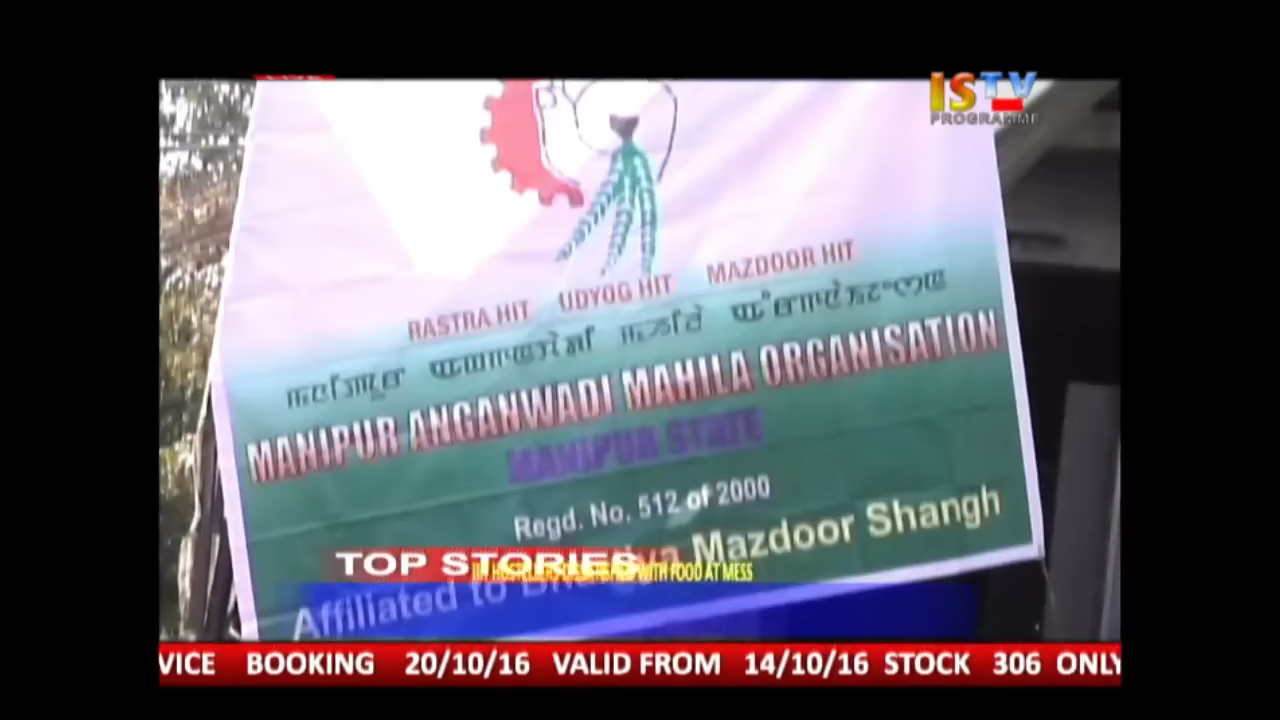 ISTV
PROGRAMME
RASTRA HIT UDYOG HIT MAZDOOR HIT
MANIPUR ANGANWADI MAHILA ORGANISATION
MANIPUR STATE
Regd. No. 512 of 2000
Affiliated to Mazdoor Shangh
TOP STORIES
WITH FOOD AT MESS
VICE BOOKING 20/10/16 VALID FROM 14/10/16 STOCK 306 ONLY